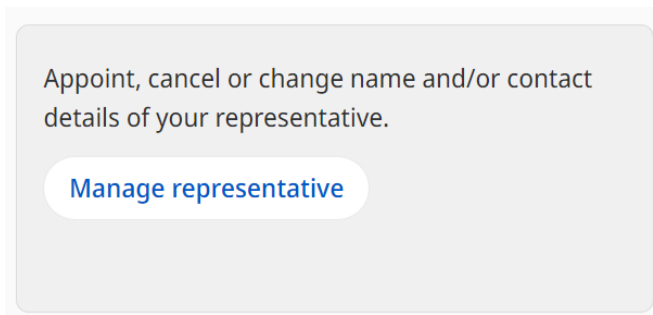 Appoint, cancel or change name and/or contact
details of your representative.
Manage representative